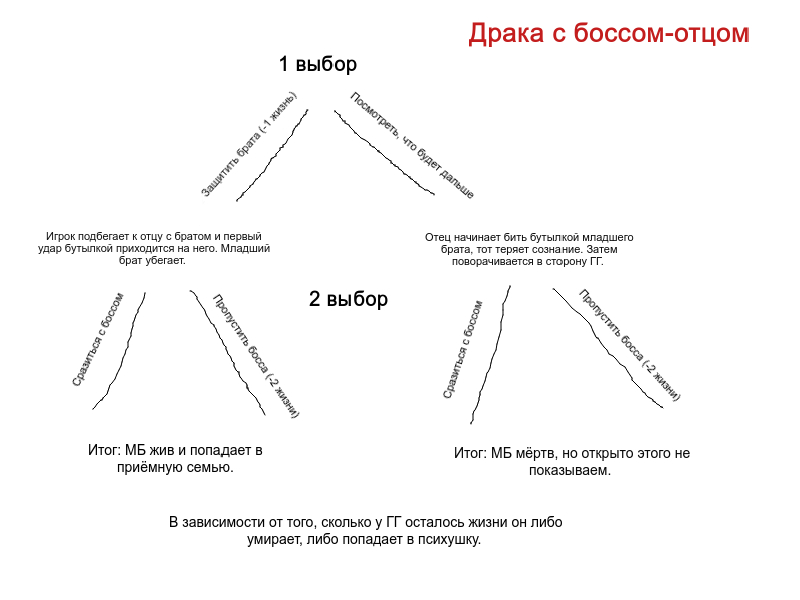 Драка с боссом-отцом
1 выбор
Защитить брата (-1 жизнь)
Посмотреть, что будет дальше
Игрок подбегает к отцу с братом и первый
удар бутылкой приходится на него. Младший
брат убегает.
Отец начинает бить бутылкой младшего
брата, тот теряет сознание. Затем
поворачивается в сторону ГГ.
2 выбор
Сразиться с боссом
Пропустить босса (-2 жизни)
Сразиться с боссом
Пропустить босса (-2 жизни)
Итог: МБ жив и попадает в
приёмную семью.
Итог: МБ мёртв, но открыто этого не
показываем.
В зависимости от того, сколько у ГГ осталось жизни он либо
умирает, либо попадает в психушку.